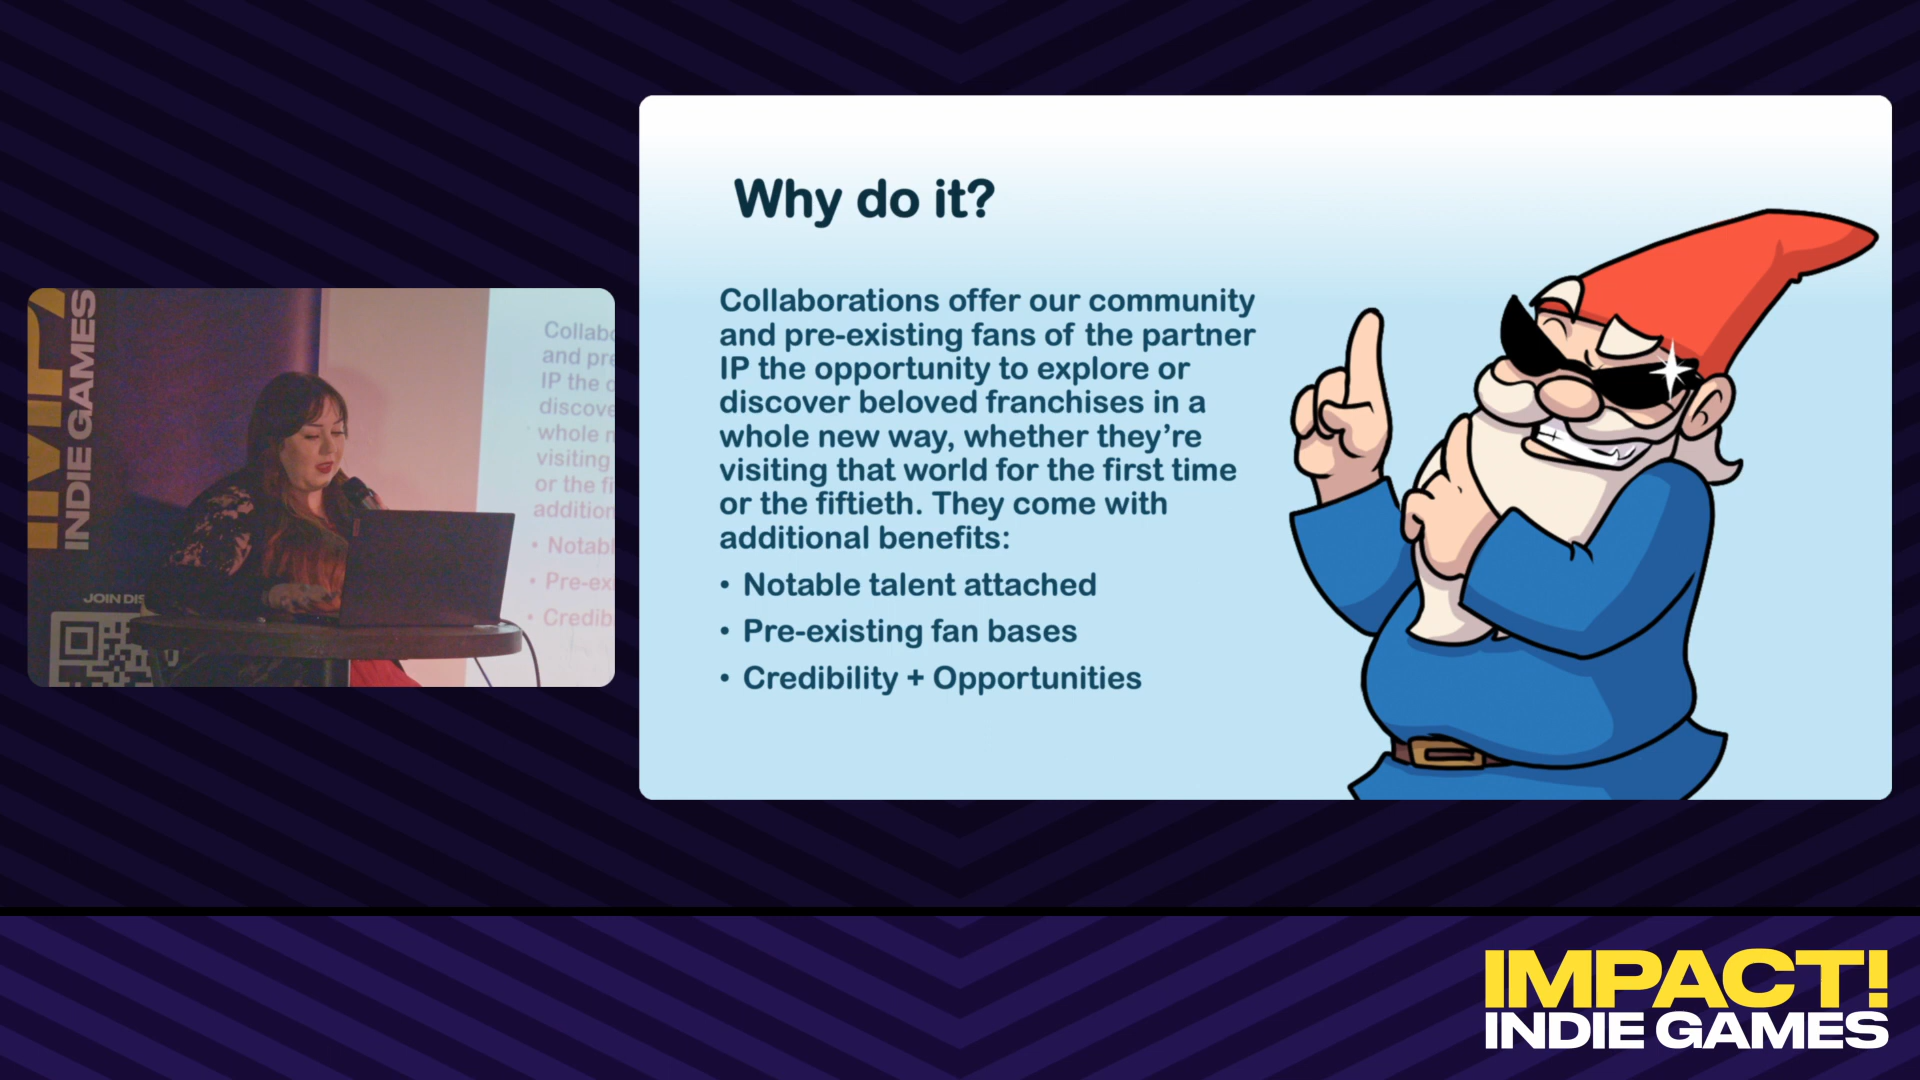 Why do it?
Collaborations offer our community
and pre-existing fans of the partner
IP the opportunity to explore or
discover beloved franchises in a
whole new way, whether they’re
visiting that world for the first time
or the fiftieth. They come with
additional benefits:
• Notable talent attached
• Pre-existing fan bases
• Credibility + Opportunities
INDIE GAMES
JOIN
IMPACT!
INDIE GAMES